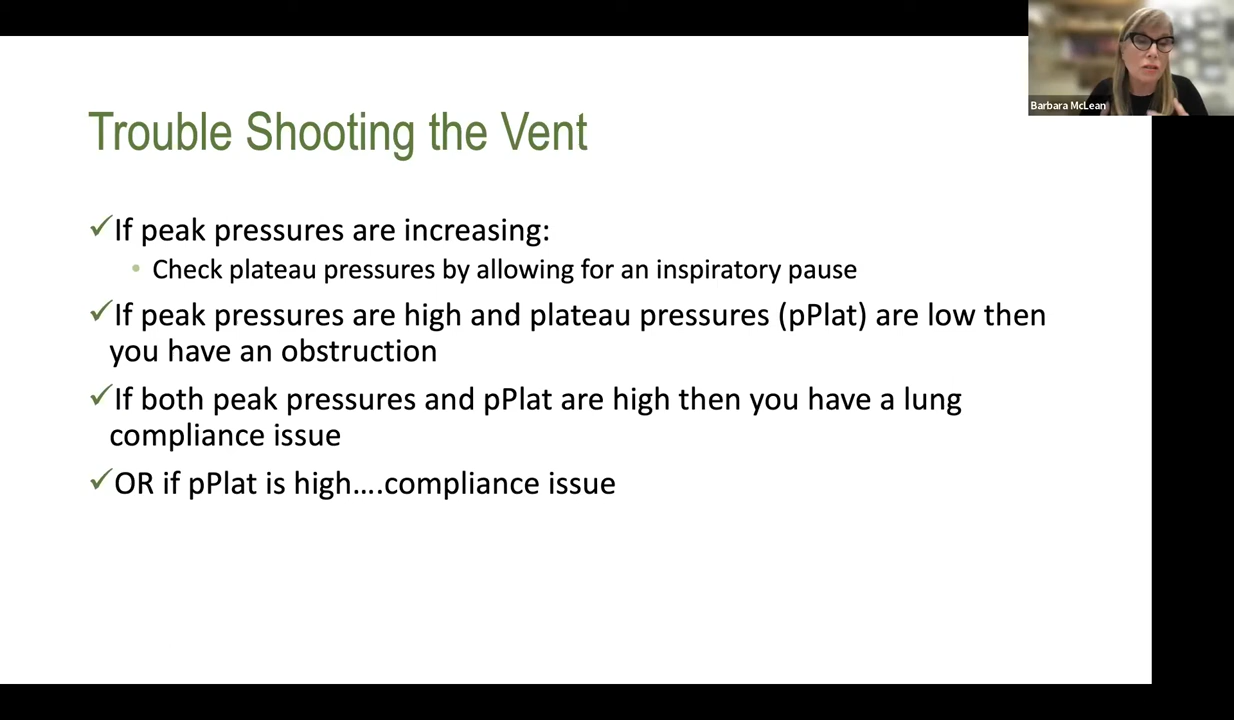 Barbara McLean
Trouble Shooting the Vent
✓If peak pressures are increasing:
• Check plateau pressures by allowing for an inspiratory pause
✓If peak pressures are high and plateau pressures (pPlat) are low then
you have an obstruction
✓If both peak pressures and pPlat are high then you have a lung
compliance issue
✓OR if pPlat is high....compliance issue